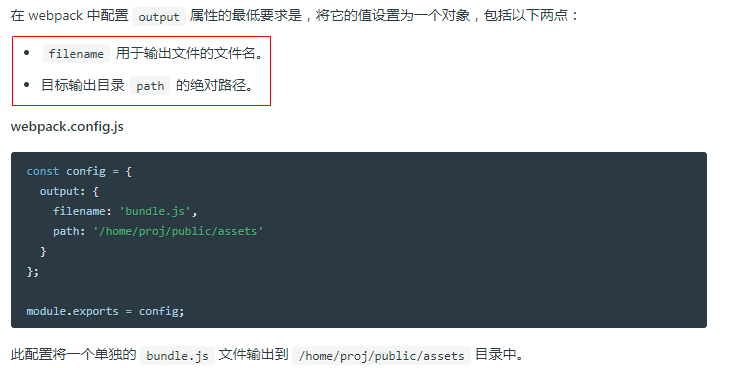 在 webpack 中配置 output 属性的最低要求是，将它的值设置为一个对象，包括以下两点：
• filename 用于输出文件的文件名。
• 目标输出目录 path 的绝对路径。
webpack.config.js
const config = {
  output: {
    filename: 'bundle.js',
    path: '/home/proj/public/assets'
  }
};
module.exports = config;
此配置将一个单独的 bundle.js 文件输出到 /home/proj/public/assets 目录中。